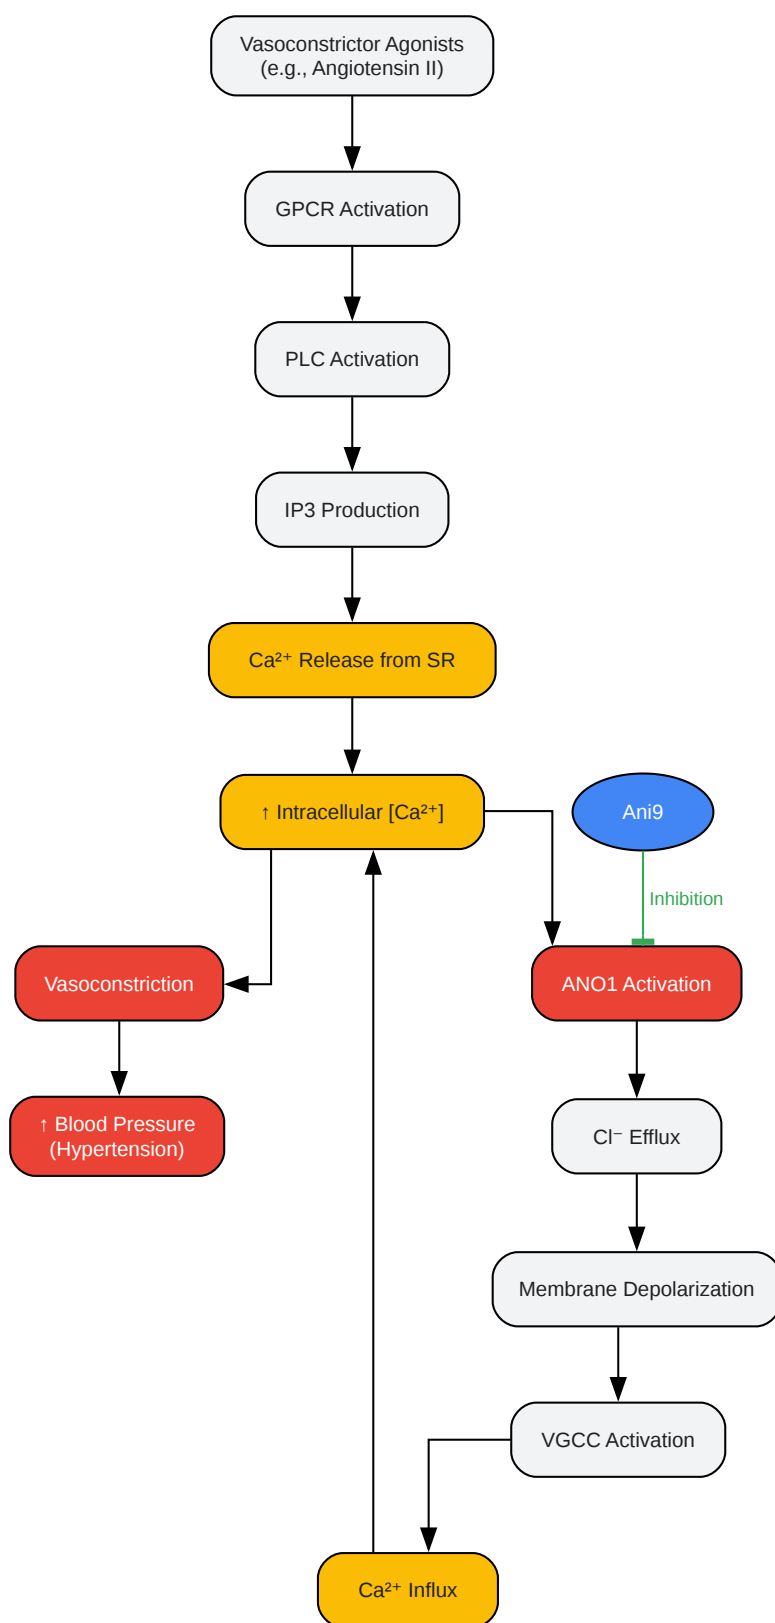 Vasoconstrictor Agonists
(e.g., Angiotensin II)
GPCR Activation
PLC Activation
IP3 Production
Ca²⁺ Release from SR
↑ Intracellular [Ca²⁺]
Ani9
Inhibition
Vasoconstriction
ANO1 Activation
↑ Blood Pressure
(Hypertension)
Cl⁻ Efflux
Membrane Depolarization
VGCC Activation
Ca²⁺ Influx